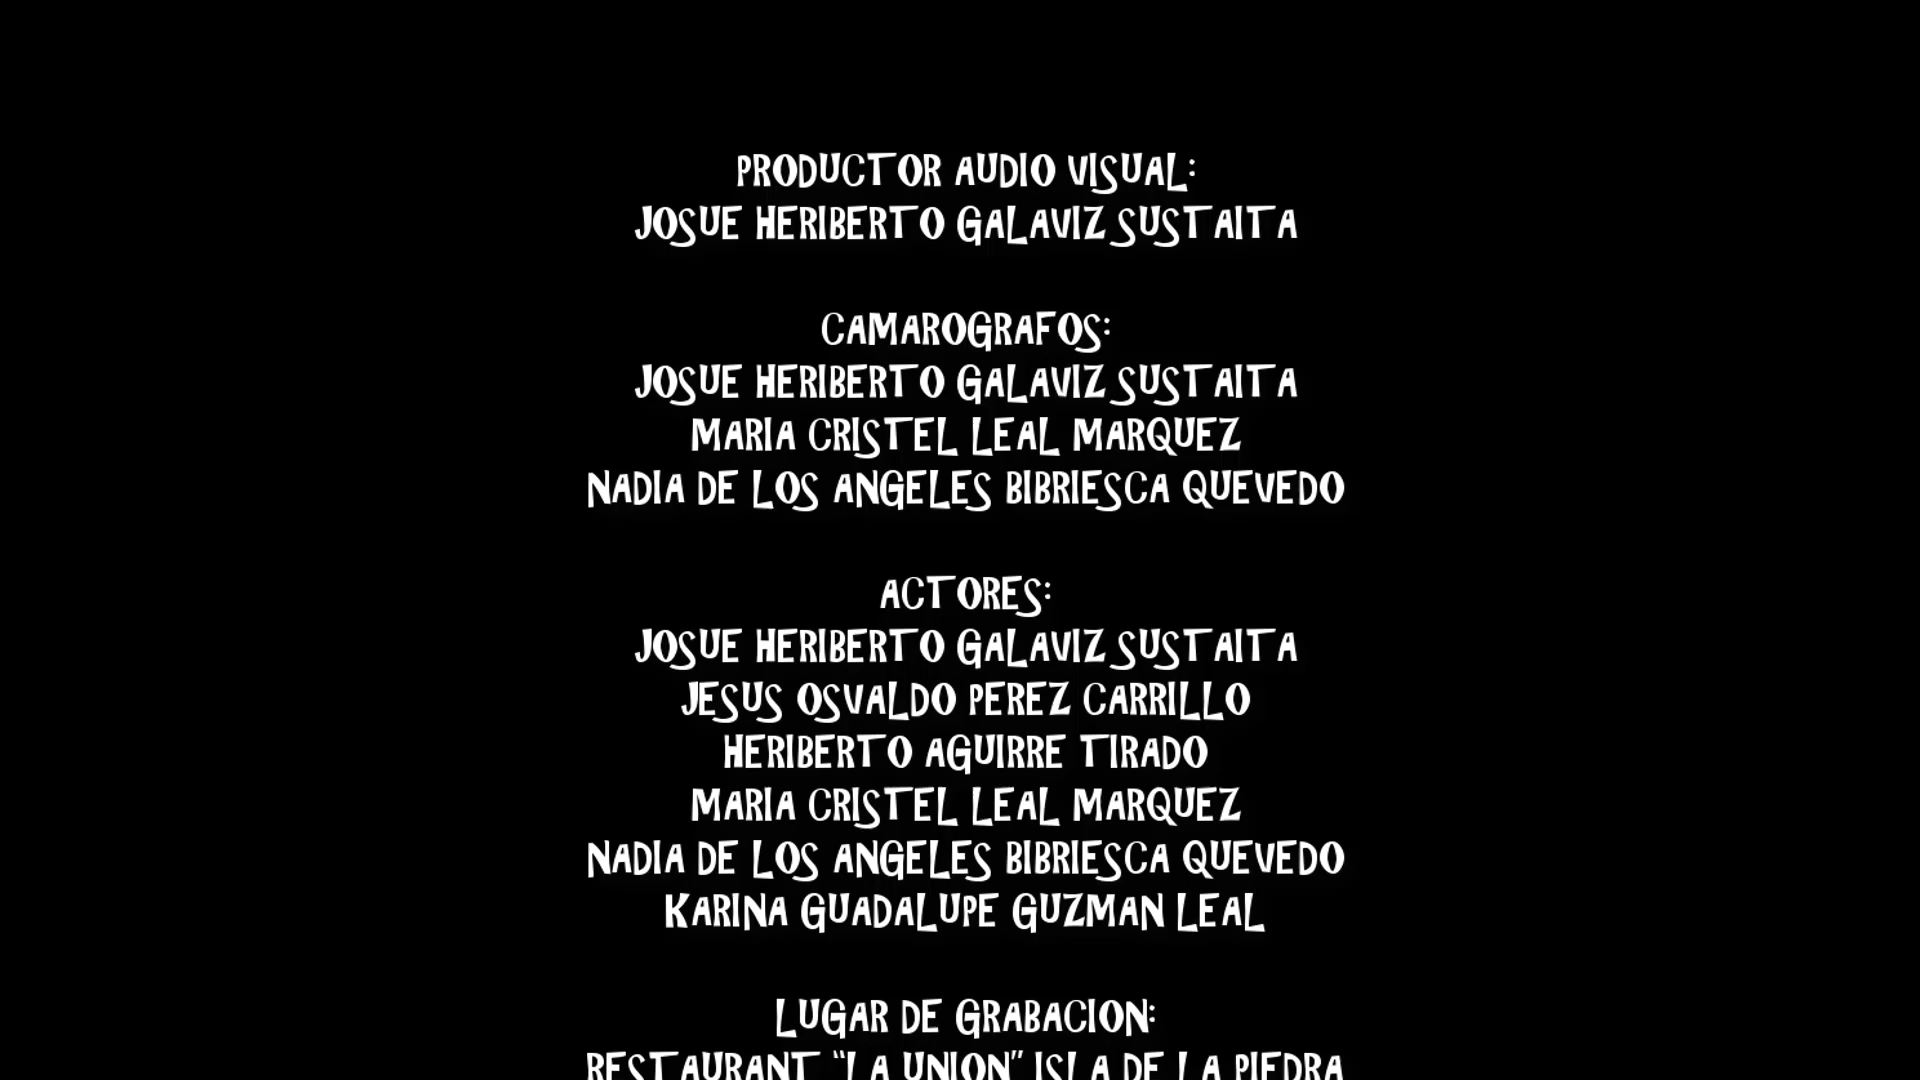 PRODUCTOR AUDIO VISUAL:
JOSUE HERIBERTO GALAVIZ SUSTAITA
CAMAROGRAFOS:
JOSUE HERIBERTO GALAVIZ SUSTAITA
MARIA CRISTEL LEAL MARQUEZ
NADIA DE LOS ANGELES BIBRIESCA QUEVEDO
ACTORES:
JOSUE HERIBERTO GALAVIZ SUSTAITA
JESUS OSVALDO PEREZ CARRILLO
HERIBERTO AGUIRRE TIRADO
MARIA CRISTEL LEAL MARQUEZ
NADIA DE LOS ANGELES BIBRIESCA QUEVEDO
KARINA GUADALUPE GUZMAN LEAL
LUGAR DE GRABACION:
RESTAURANT “LA UNION” ISLA DE LA PIEDRA